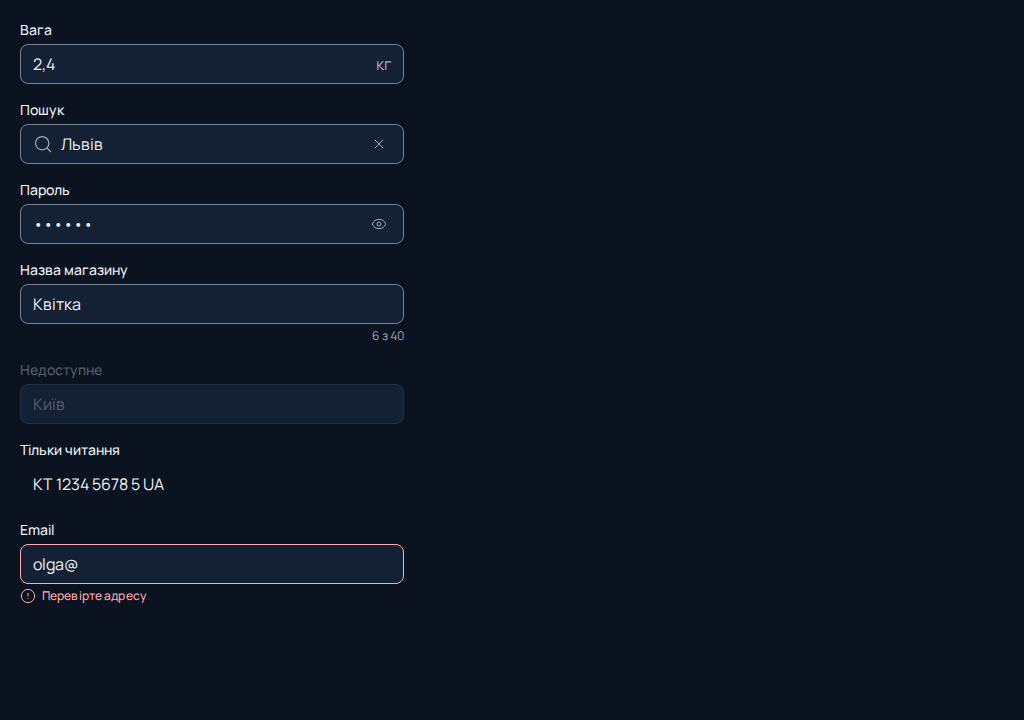 Вага
2,4 кг
Пошук
Львів
Пароль
••••••
Назва магазину
Квітка
6 з 40
Недоступне
Київ
Тільки читання
КТ 1234 5678 5 UA
Email
olga@
Перевірте адресу